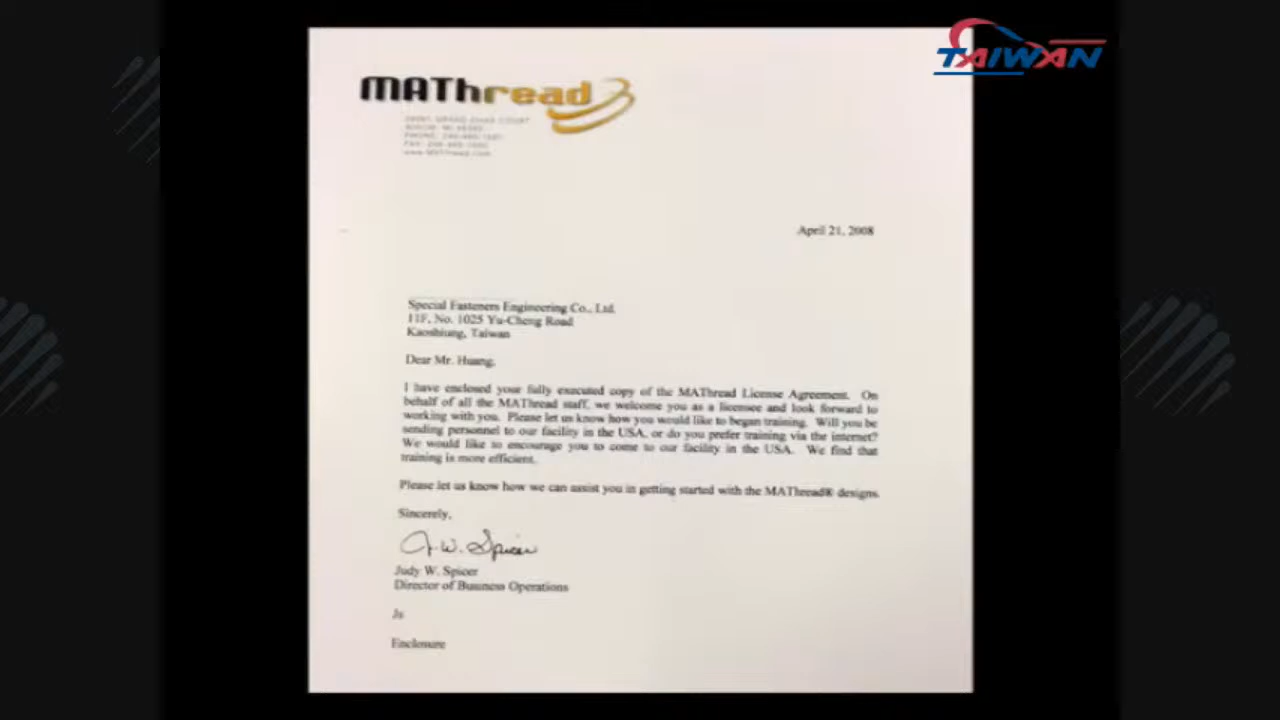 TAIWAN
MAThread
www.MAThread.com
April 21, 2008
Special Fasteners Engineering Co., Ltd.
11F, No. 1025 Yu-Cheng Road
Kaoshiung, Taiwan
Dear Mr. Huang,
I have enclosed your fully executed copy of the MAThread License Agreement. On
behalf of all the MAThread staff, we welcome you as a licensee and look forward to
working with you. Please let us know how you would like to began training. Will you be
sending personnel to our facility in the USA, or do you prefer training via the internet?
We would like to encourage you to come to our facility in the USA. We find that
training is more efficient.
Please let us know how we can assist you in getting started with the MAThread® designs.
Sincerely,
J. W. Spicer
Judy W. Spicer
Director of Business Operations
Js
Enclosure